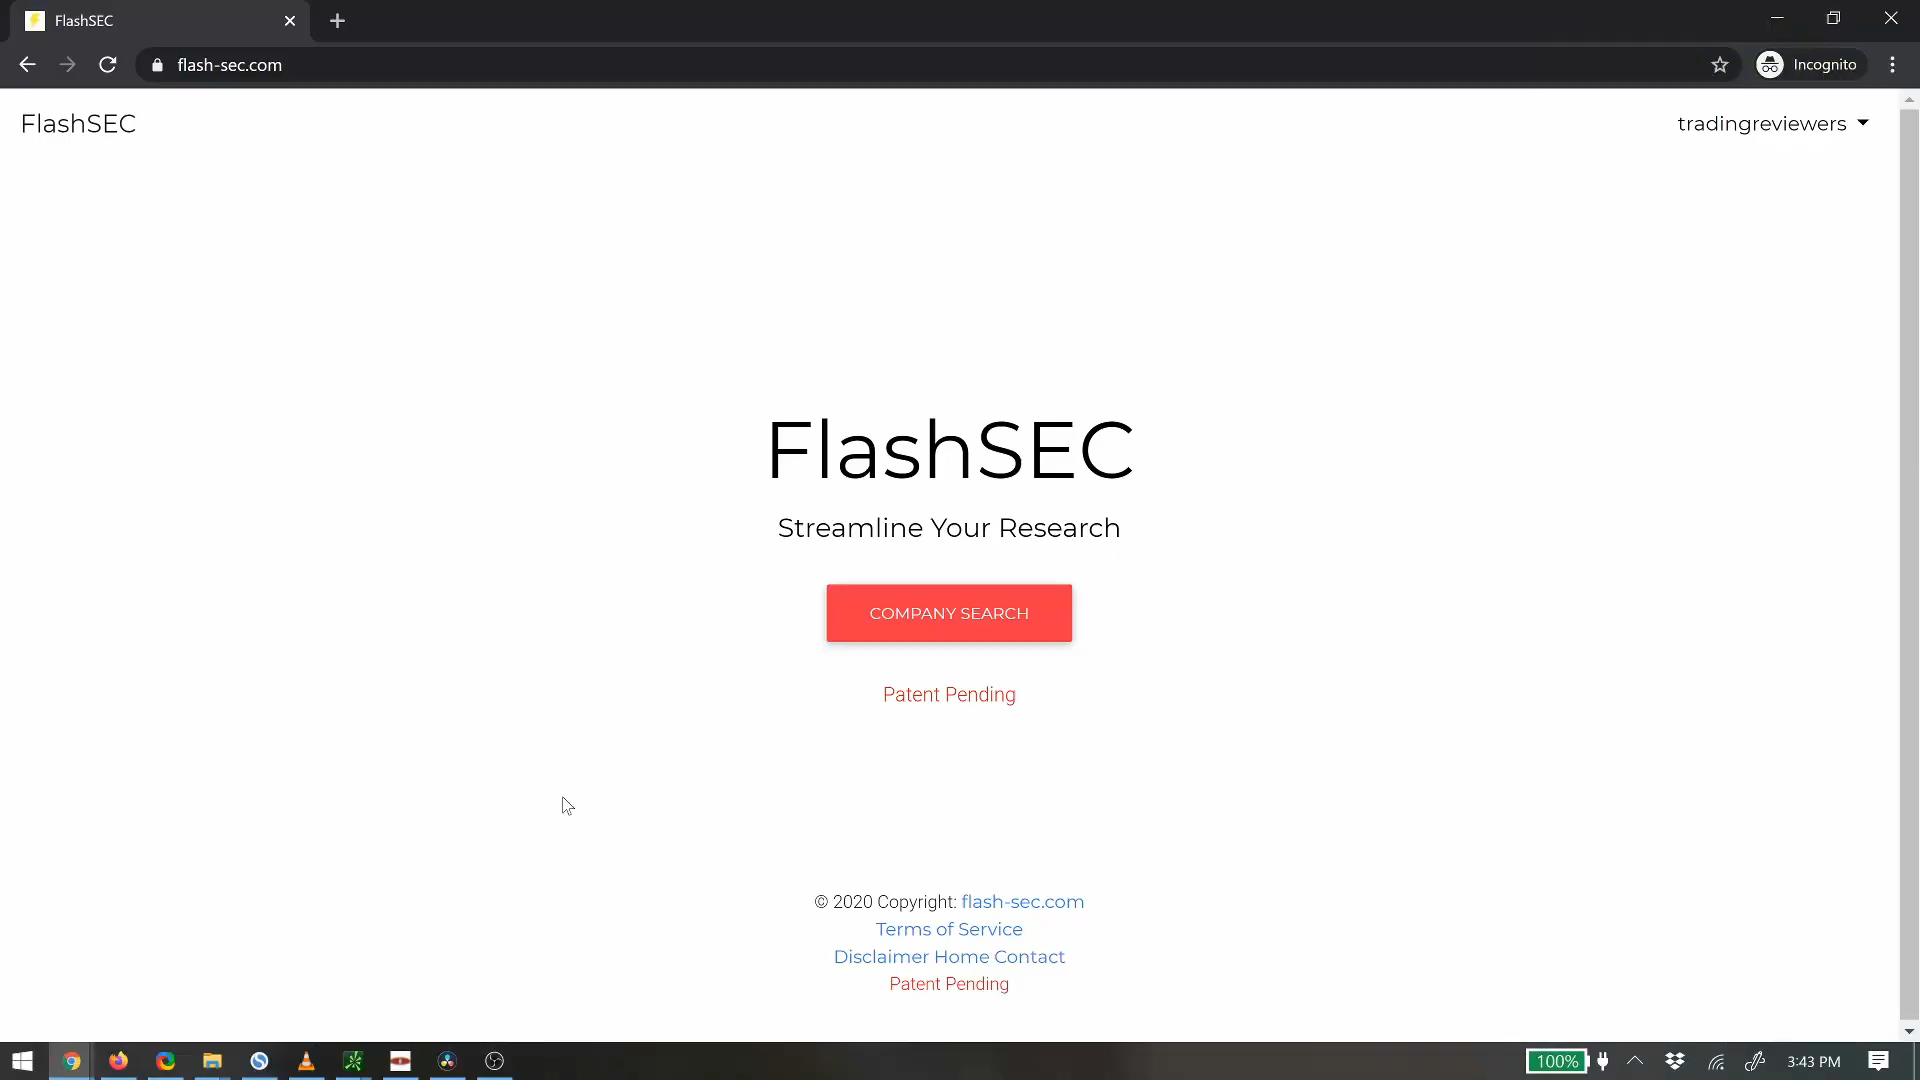 FlashSEC
flash-sec.com
Incognito
FlashSEC
tradingreviewers
FlashSEC
Streamline Your Research
COMPANY SEARCH
Patent Pending
© 2020 Copyright: flash-sec.com
Terms of Service
Disclaimer Home Contact
Patent Pending
100%
3:43 PM